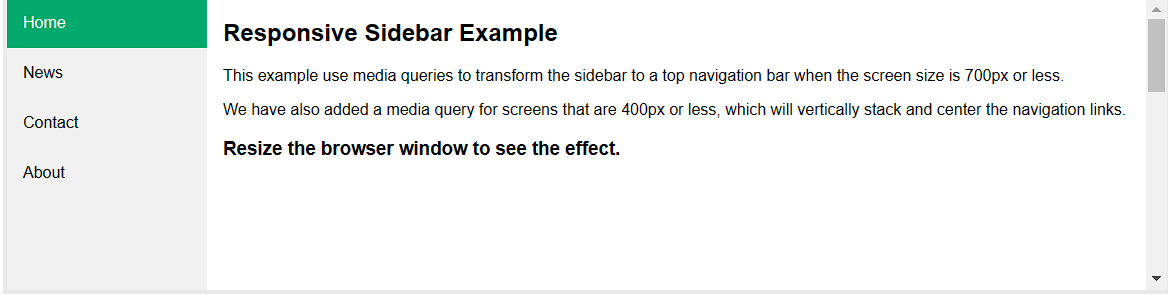 Home
News
Contact
About
Responsive Sidebar Example
This example use media queries to transform the sidebar to a top navigation bar when the screen size is 700px or less.
We have also added a media query for screens that are 400px or less, which will vertically stack and center the navigation links.
Resize the browser window to see the effect.